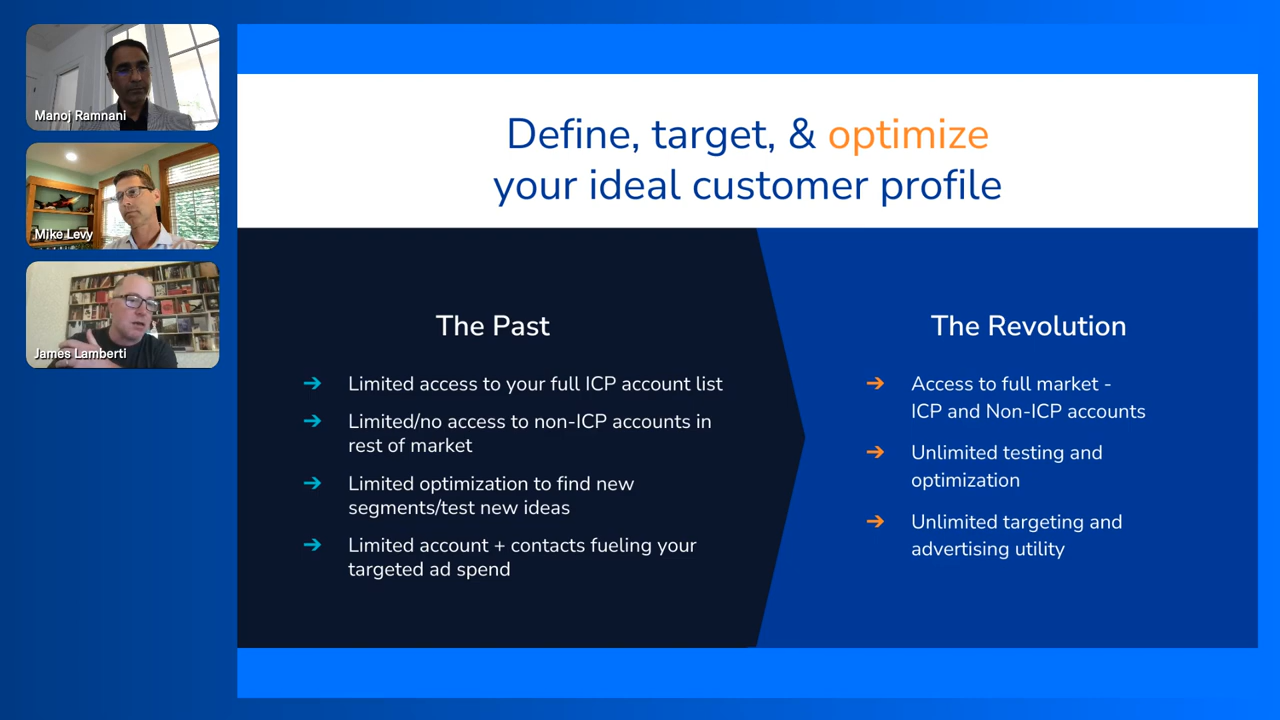 Manoj Ramnani
Mike Levy
James Lamberti
Define, target, & optimize
your ideal customer profile
The Past
➔ Limited access to your full ICP account list
➔ Limited/no access to non-ICP accounts in
rest of market
➔ Limited optimization to find new
segments/test new ideas
➔ Limited account + contacts fueling your
targeted ad spend
The Revolution
➔ Access to full market -
ICP and Non-ICP accounts
➔ Unlimited testing and
optimization
➔ Unlimited targeting and
advertising utility